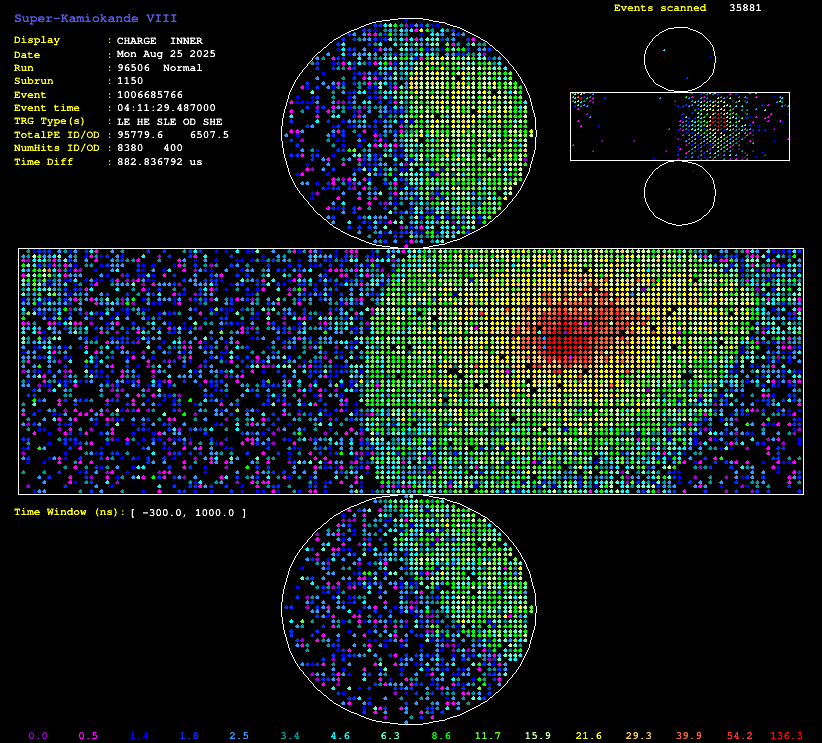 Super-Kamiokande VIII
Events scanned 35881
Display : CHARGE INNER
Date : Mon Aug 25 2025
Run : 96506 Normal
Subrun : 1150
Event : 1006685766
Event time : 04:11:29.487000
TRG Type(s) : LE HE SLE OD SHE
TotalPE ID/OD : 95779.6 6507.5
NumHits ID/OD : 8380 400
Time Diff : 882.836792 us
Time Window (ns): [ -300.0, 1000.0 ]
0.0 0.5 1.4 1.8 2.5 3.4 4.6 6.3 8.6 11.7 15.9 21.6 29.3 39.9 54.2 136.3